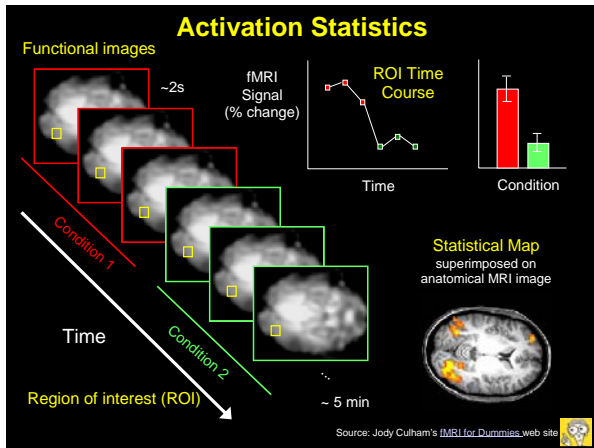 Activation Statistics
Functional images
~2s
fMRI
Signal
(% change)
ROI Time
Course
Time
Condition
Condition 1
Condition 2
Time
Statistical Map
superimposed on
anatomical MRI image
...
~ 5 min
Region of interest (ROI)
Source: Jody Culham's fMRI for Dummies web site